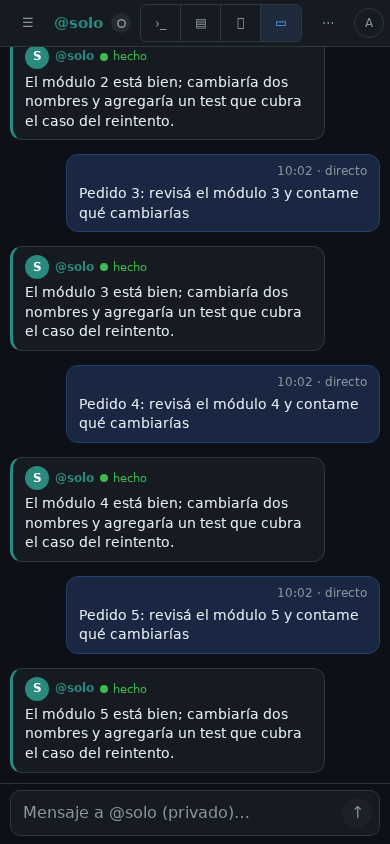 @solo
›_
A
S @solo hecho
El módulo 2 está bien; cambiaría dos
nombres y agregaría un test que cubra
el caso del reintento.
10:02 · directo
Pedido 3: revisá el módulo 3 y contame
qué cambiarías
S @solo hecho
El módulo 3 está bien; cambiaría dos
nombres y agregaría un test que cubra
el caso del reintento.
10:02 · directo
Pedido 4: revisá el módulo 4 y contame
qué cambiarías
S @solo hecho
El módulo 4 está bien; cambiaría dos
nombres y agregaría un test que cubra
el caso del reintento.
10:02 · directo
Pedido 5: revisá el módulo 5 y contame
qué cambiarías
S @solo hecho
El módulo 5 está bien; cambiaría dos
nombres y agregaría un test que cubra
el caso del reintento.
Mensaje a @solo (privado)…